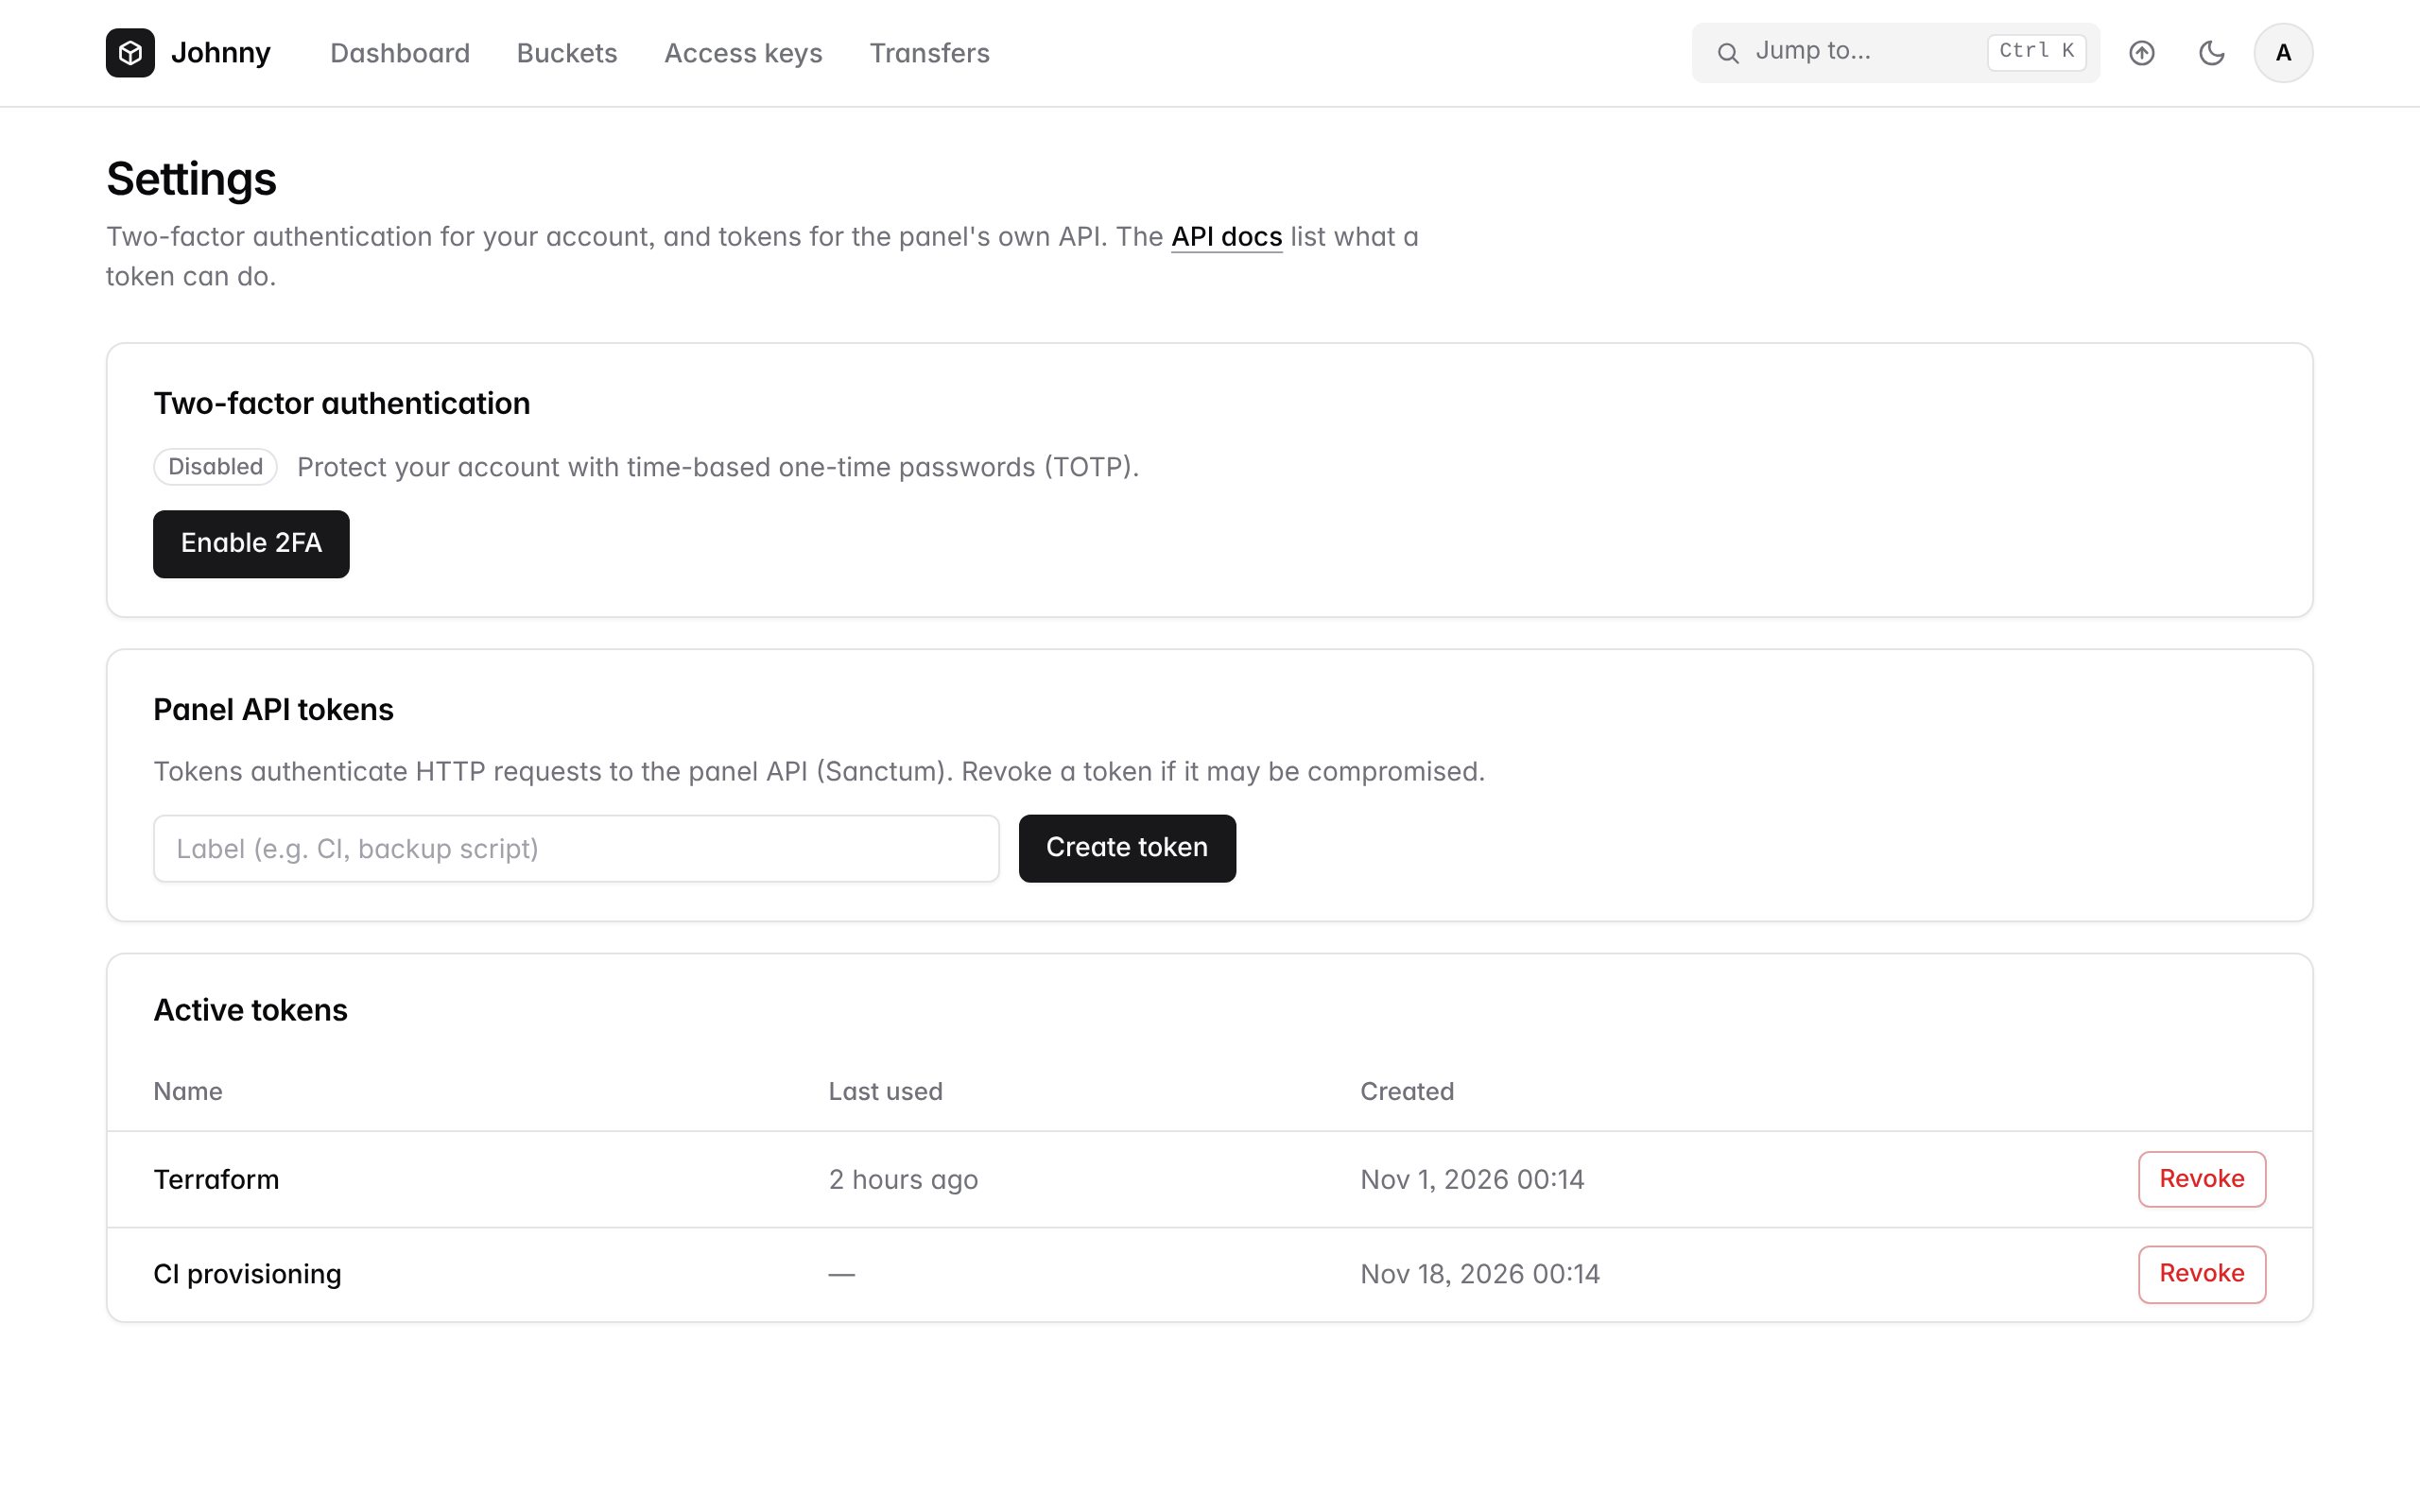 Johnny Dashboard Buckets Access keys Transfers Jump to... Ctrl K A
Settings
Two-factor authentication for your account, and tokens for the panel's own API. The API docs list what a
token can do.
Two-factor authentication
Disabled Protect your account with time-based one-time passwords (TOTP).
Enable 2FA
Panel API tokens
Tokens authenticate HTTP requests to the panel API (Sanctum). Revoke a token if it may be compromised.
Label (e.g. CI, backup script) Create token
Active tokens
Name Last used Created
Terraform 2 hours ago Nov 1, 2026 00:14 Revoke
CI provisioning — Nov 18, 2026 00:14 Revoke